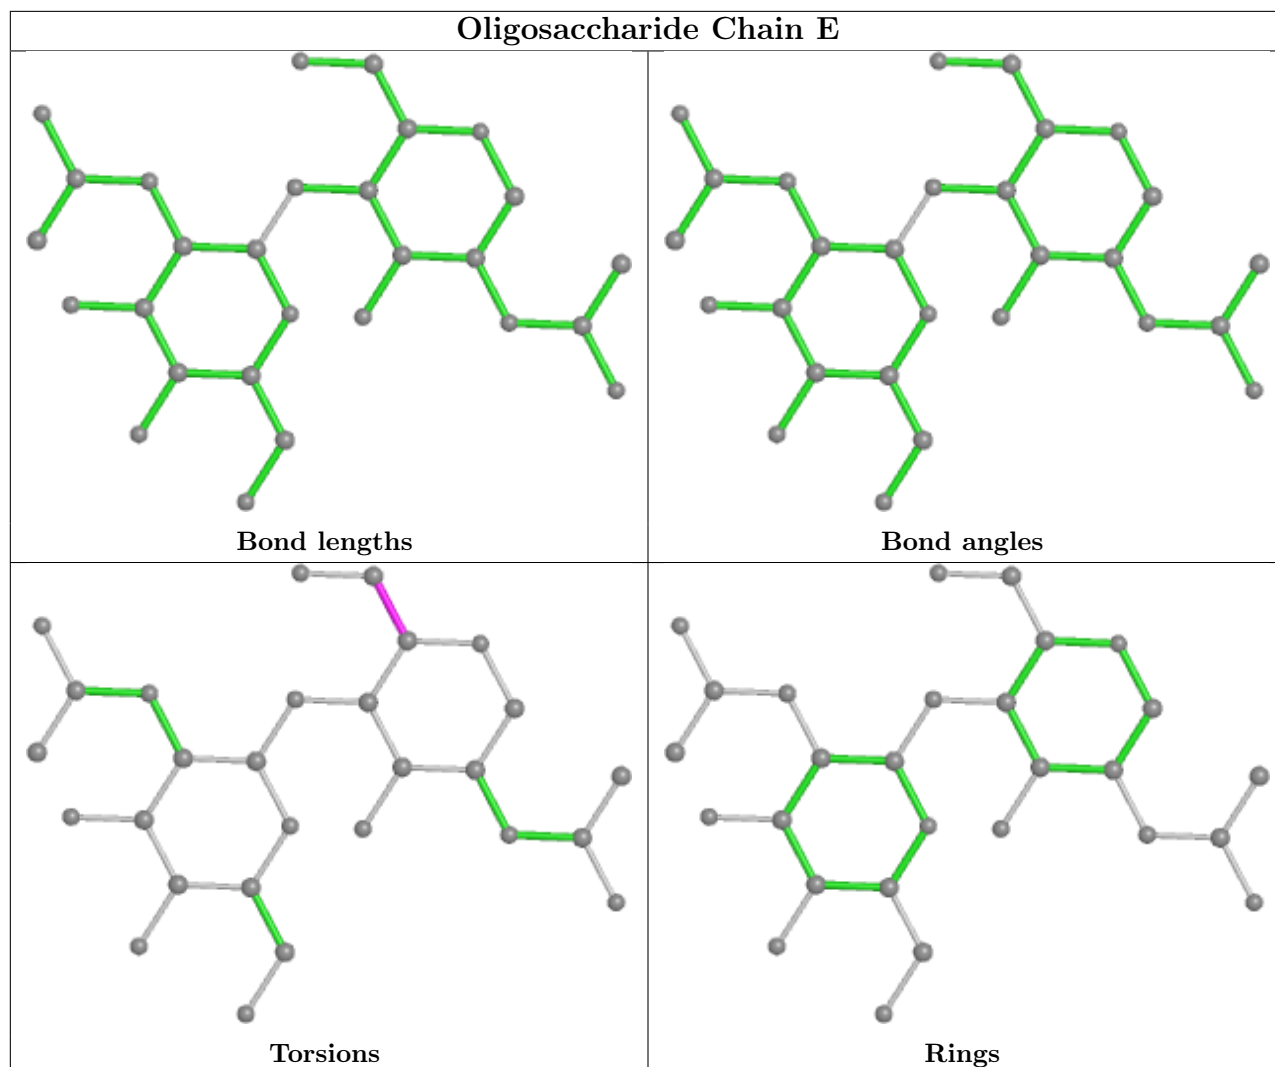 Oligosaccharide Chain E
Bond lengths
Bond angles
Torsions
Rings